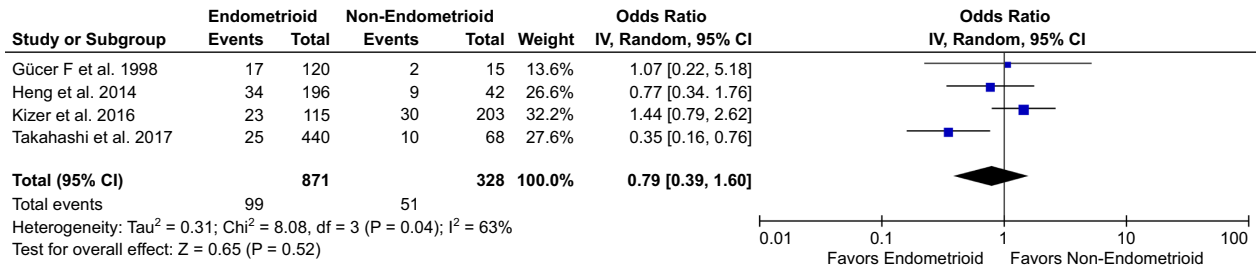 Endometrioid Non-Endometrioid Odds Ratio Odds Ratio
Study or Subgroup Events Total Events Total Weight IV, Random, 95% CI IV, Random, 95% CI
Gücer F et al. 1998 17 120 2 15 13.6% 1.07 [0.22, 5.18]
Heng et al. 2014 34 196 9 42 26.6% 0.77 [0.34, 1.76]
Kizer et al. 2016 23 115 30 203 32.2% 1.44 [0.79, 2.62]
Takahashi et al. 2017 25 440 10 68 27.6% 0.35 [0.16, 0.76]
Total (95% CI) 871 328 100.0% 0.79 [0.39, 1.60]
Total events 99 51
Heterogeneity: Tau² = 0.31; Chi² = 8.08, df = 3 (P = 0.04); I² = 63%
Test for overall effect: Z = 0.65 (P = 0.52)
0.01 0.1 1 10 100
Favors Endometrioid Favors Non-Endometrioid